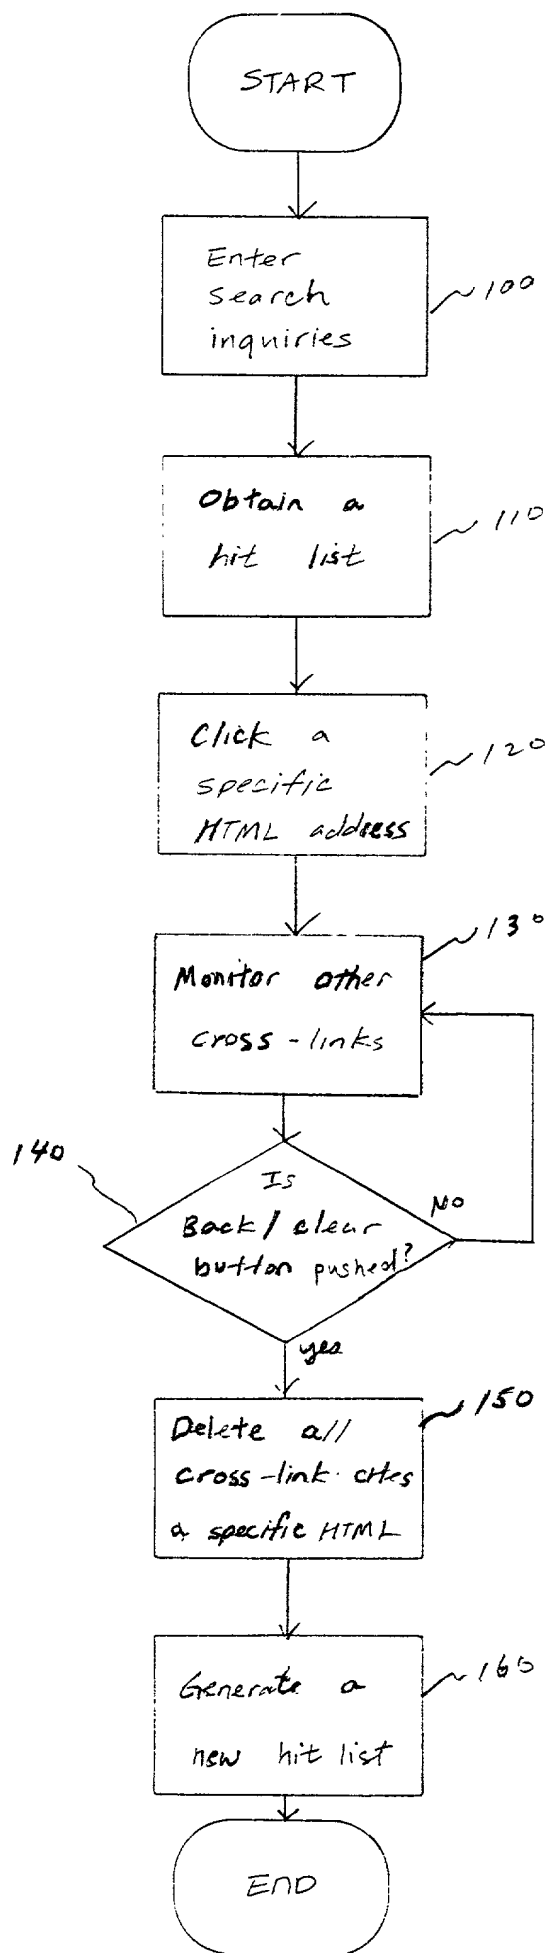 START
Enter
search
inquiries
100
Obtain a
hit list
110
Click a
specific
HTML address
120
130
Monitor other
cross-links
140
Is
Back/clear
button pushed?
No
yes
150
Delete all
cross-link cites
a specific HTML
Generate a
new hit list
160
END